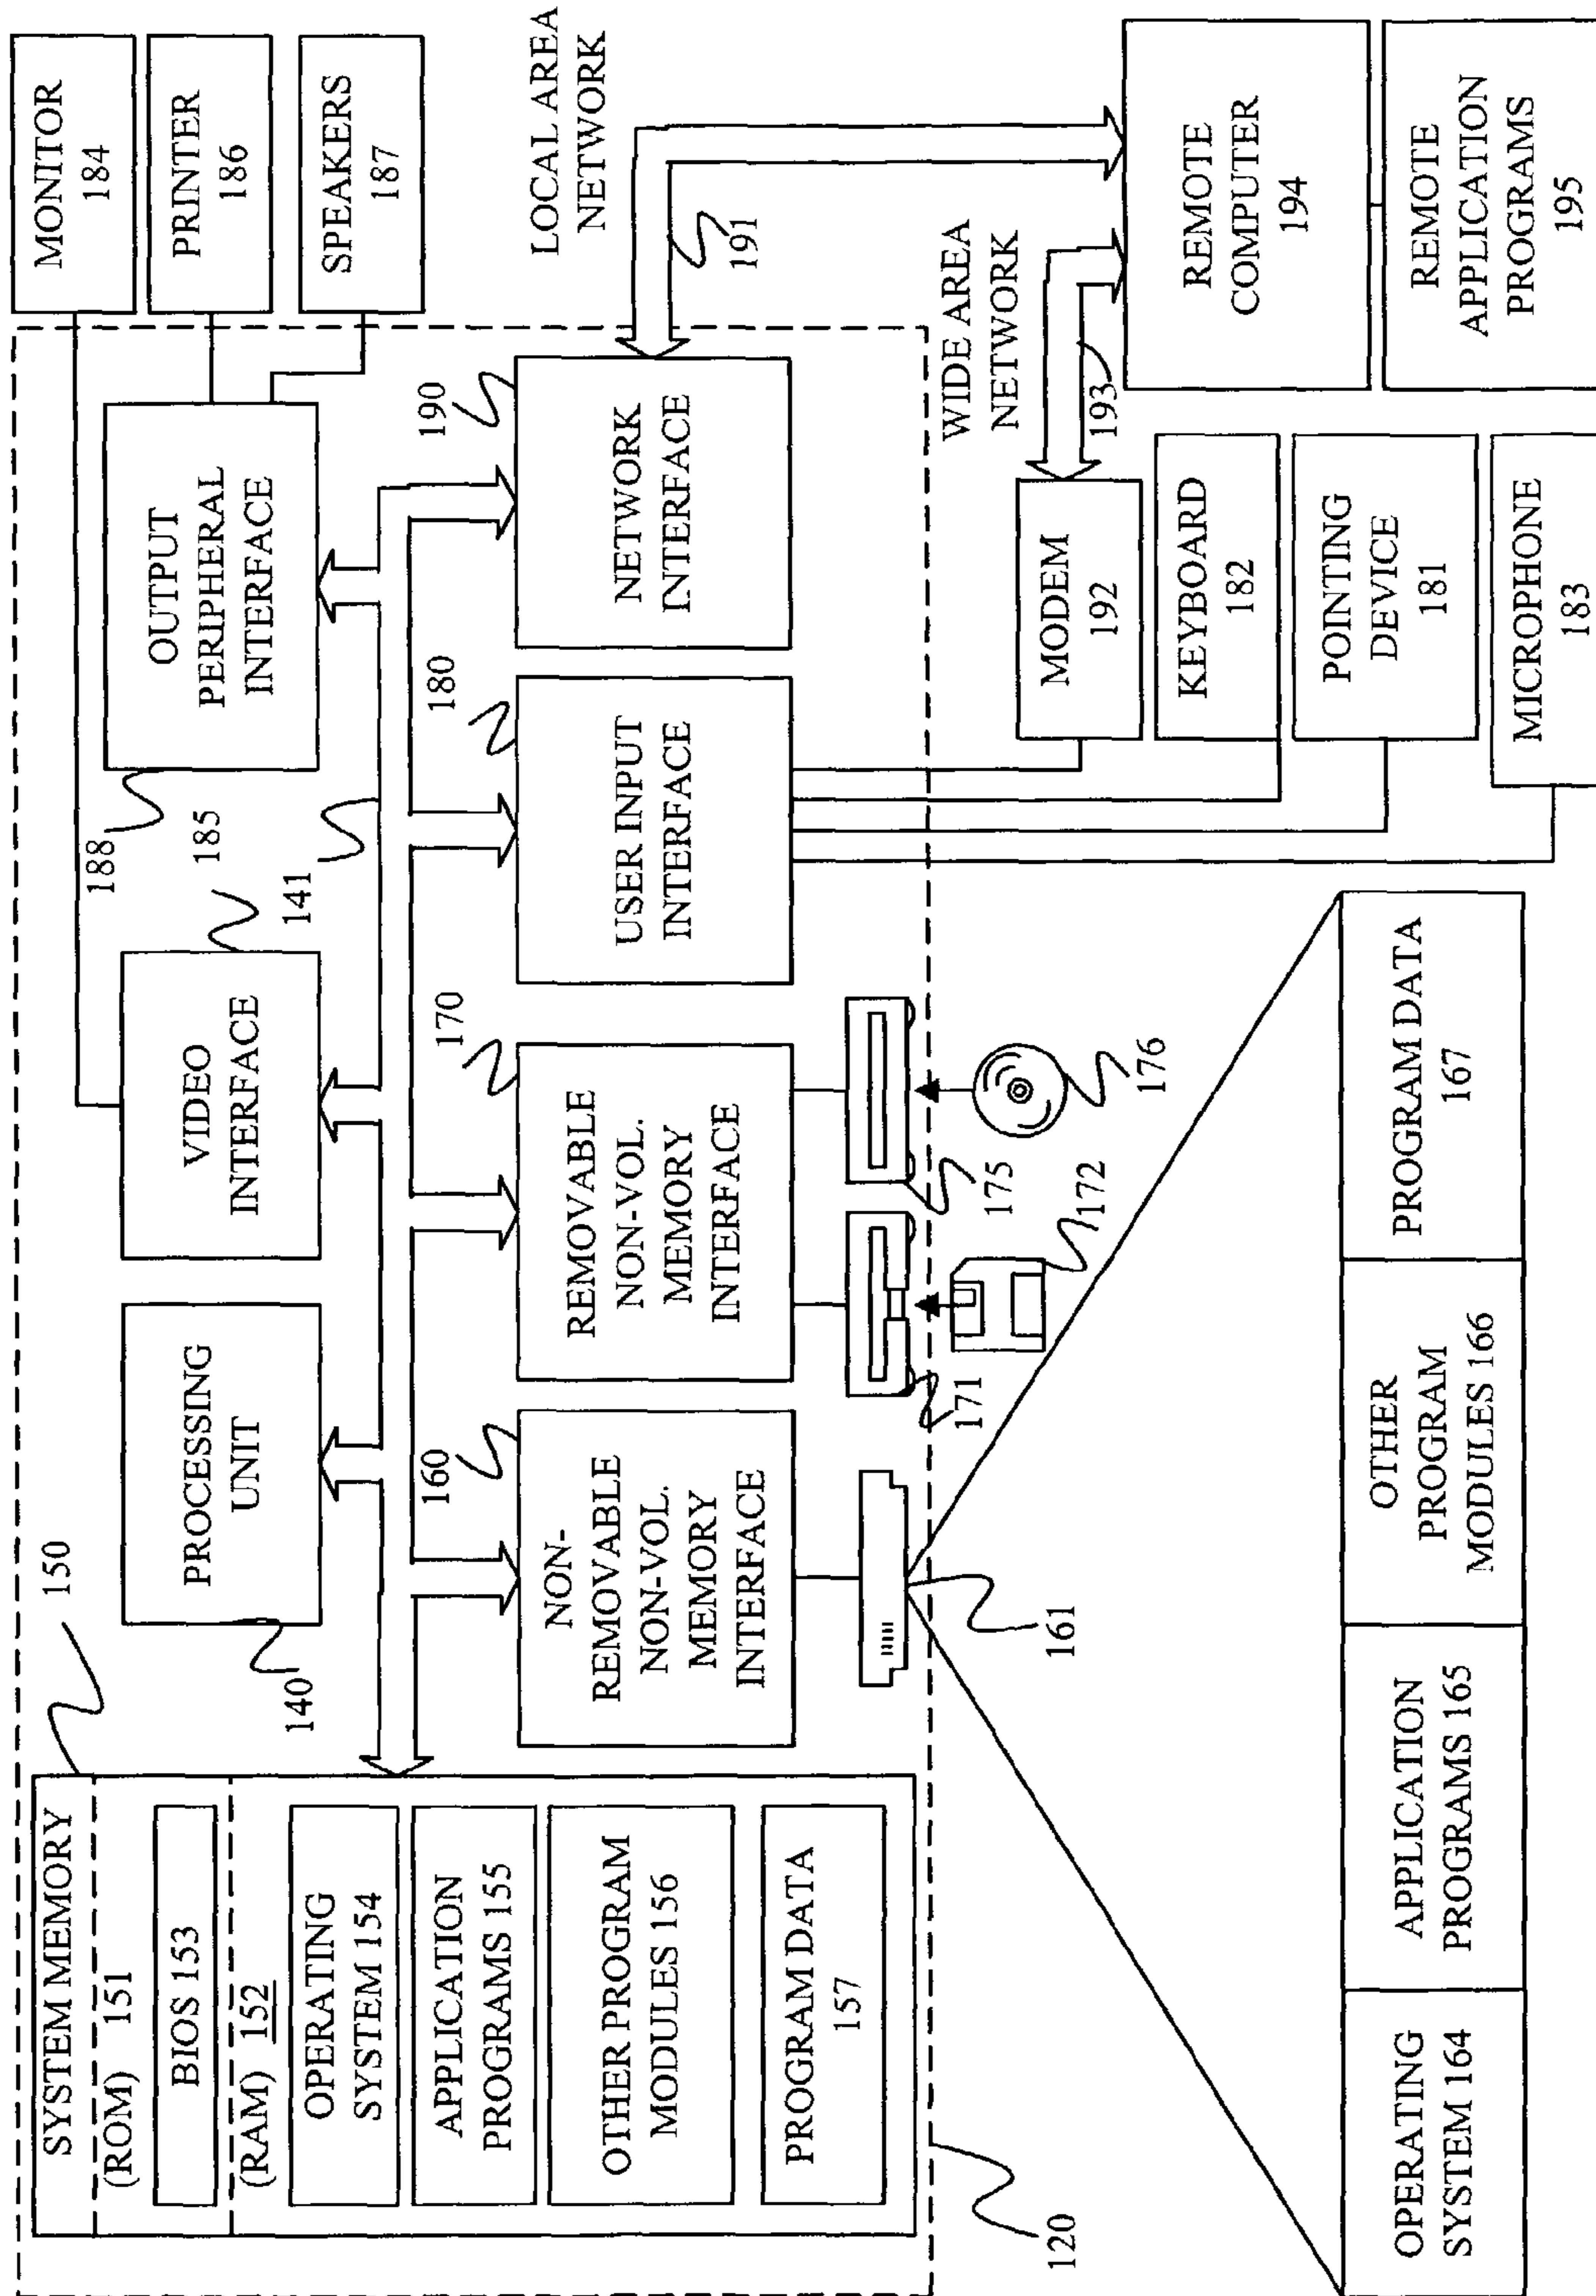 SYSTEM MEMORY
(ROM) 151
BIOS 153
(RAM) 152
OPERATING
SYSTEM 154
APPLICATION
PROGRAMS 155
OTHER PROGRAM
MODULES 156
PROGRAM DATA
157
120
150
PROCESSING
UNIT
140
VIDEO
INTERFACE
185
188
141
OUTPUT
PERIPHERAL
INTERFACE
MONITOR
184
PRINTER
186
SPEAKERS
187
160
NON-
REMOVABLE
NON-VOL.
MEMORY
INTERFACE
170
REMOVABLE
NON-VOL.
MEMORY
INTERFACE
180
USER INPUT
INTERFACE
190
NETWORK
INTERFACE
LOCAL AREA
NETWORK
191
161
171
175
172
176
WIDE AREA
NETWORK
193
MODEM
192
KEYBOARD
182
POINTING
DEVICE
181
MICROPHONE
183
REMOTE
COMPUTER
194
REMOTE
APPLICATION
PROGRAMS
195
OPERATING
SYSTEM 164
APPLICATION
PROGRAMS 165
OTHER
PROGRAM
MODULES 166
PROGRAM DATA
167